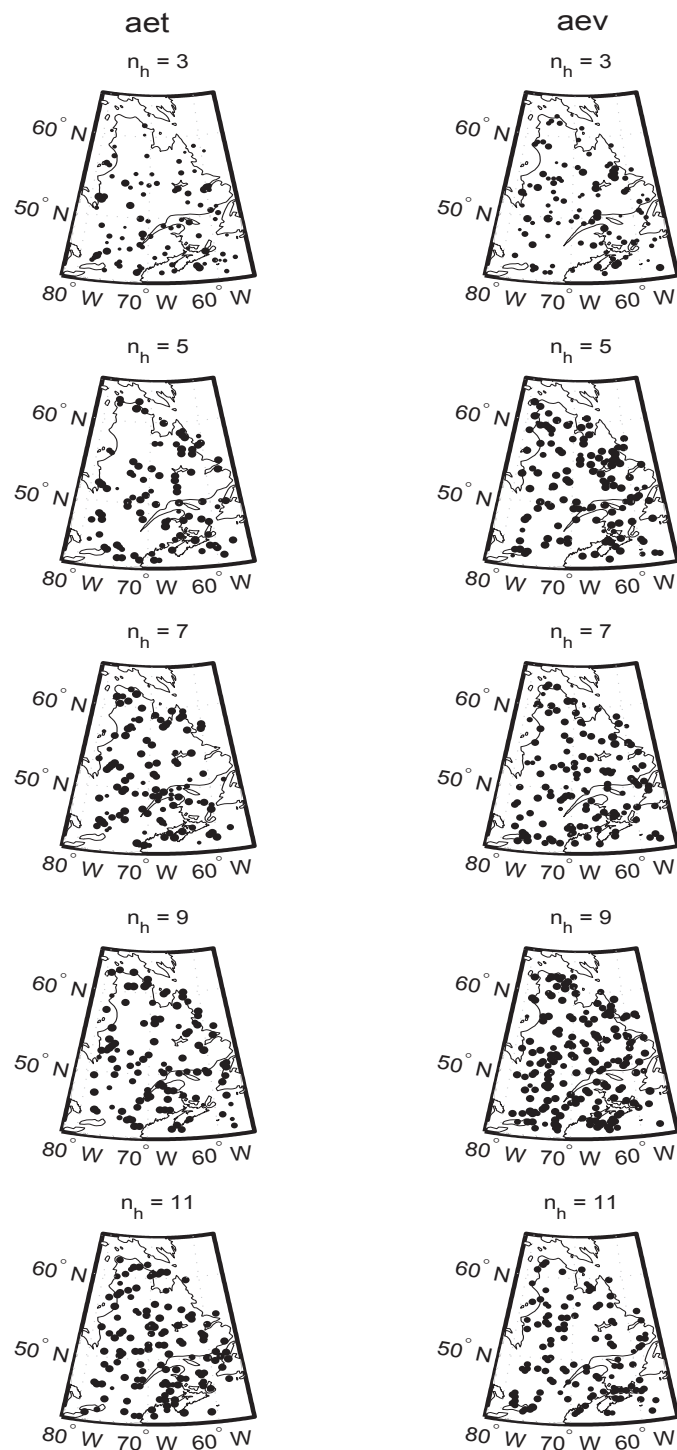 aet aev
n_h = 3 n_h = 3
60° N 60° N
50° N 50° N
80° W 70° W 60° W 80° W 70° W 60° W
n_h = 5 n_h = 5
60° N 60° N
50° N 50° N
80° W 70° W 60° W 80° W 70° W 60° W
n_h = 7 n_h = 7
60° N 60° N
50° N 50° N
80° W 70° W 60° W 80° W 70° W 60° W
n_h = 9 n_h = 9
60° N 60° N
50° N 50° N
80° W 70° W 60° W 80° W 70° W 60° W
n_h = 11 n_h = 11
60° N 60° N
50° N 50° N
80° W 70° W 60° W 80° W 70° W 60° W